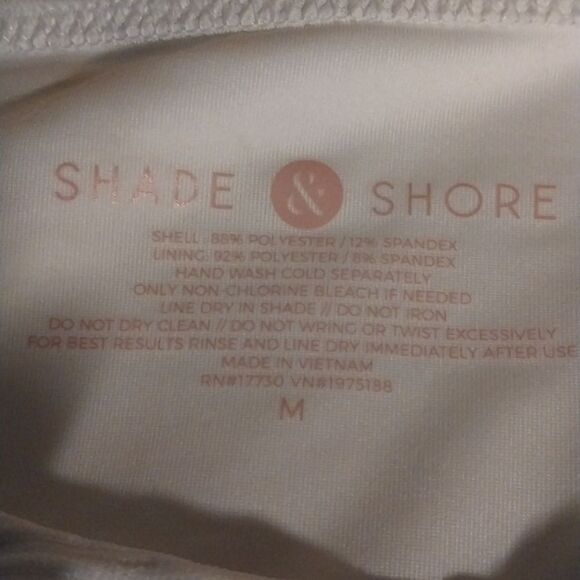 SHADE & SHORE
SHELL: 88% POLYESTER / 12% SPANDEX
LINING: 92% POLYESTER / 8% SPANDEX
HAND WASH COLD SEPARATELY
ONLY NON-CHLORINE BLEACH IF NEEDED
LINE DRY IN SHADE // DO NOT IRON
DO NOT DRY CLEAN // DO NOT WRING OR TWIST EXCESSIVELY
FOR BEST RESULTS RINSE AND LINE DRY IMMEDIATELY AFTER USE
MADE IN VIETNAM
RN#17730 VN#1975188
M